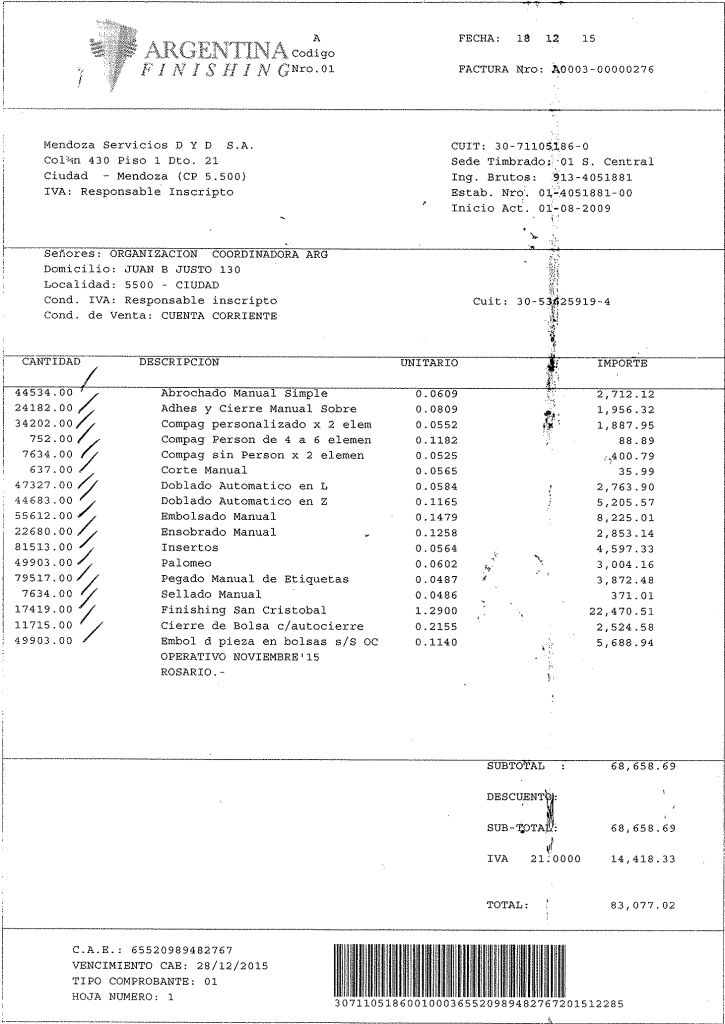 ARGENTINA
FINISHING
A
Codigo
Nro.01
FECHA: 18 12 15
FACTURA Nro: A0003-00000276
Mendoza Servicios D Y D S.A.
Col¾n 430 Piso 1 Dto. 21
Ciudad - Mendoza (CP 5.500)
IVA: Responsable Inscripto
CUIT: 30-71105186-0
Sede Timbrado: 01 S. Central
Ing. Brutos: 913-4051881
Estab. Nro. 01-4051881-00
Inicio Act. 01-08-2009
Señores: ORGANIZACION COORDINADORA ARG
Domicilio: JUAN B JUSTO 130
Localidad: 5500 - CIUDAD
Cond. IVA: Responsable inscripto Cuit: 30-53625919-4
Cond. de Venta: CUENTA CORRIENTE
CANTIDAD DESCRIPCION UNITARIO IMPORTE
44534.00 Abrochado Manual Simple 0.0609 2,712.12
24182.00 Adhes y Cierre Manual Sobre 0.0809 1,956.32
34202.00 Compag personalizado x 2 elem 0.0552 1,887.95
752.00 Compag Person de 4 a 6 elemen 0.1182 88.89
7634.00 Compag sin Person x 2 elemen 0.0525 400.79
637.00 Corte Manual 0.0565 35.99
47327.00 Doblado Automatico en L 0.0584 2,763.90
44683.00 Doblado Automatico en Z 0.1165 5,205.57
55612.00 Embolsado Manual 0.1479 8,225.01
22680.00 Ensobrado Manual 0.1258 2,853.14
81513.00 Insertos 0.0564 4,597.33
49903.00 Palomeo 0.0602 3,004.16
79517.00 Pegado Manual de Etiquetas 0.0487 3,872.48
7634.00 Sellado Manual 0.0486 371.01
17419.00 Finishing San Cristobal 1.2900 22,470.51
11715.00 Cierre de Bolsa c/autocierre 0.2155 2,524.58
49903.00 Embol d pieza en bolsas s/S OC 0.1140 5,688.94
OPERATIVO NOVIEMBRE'15
ROSARIO.-
SUBTOTAL : 68,658.69
DESCUENTO:
SUB-TOTAL: 68,658.69
IVA 21.0000 14,418.33
TOTAL: 83,077.02
C.A.E.: 65520989482767
VENCIMIENTO CAE: 28/12/2015
TIPO COMPROBANTE: 01
HOJA NUMERO: 1
3071105186001000365520989482767201512285